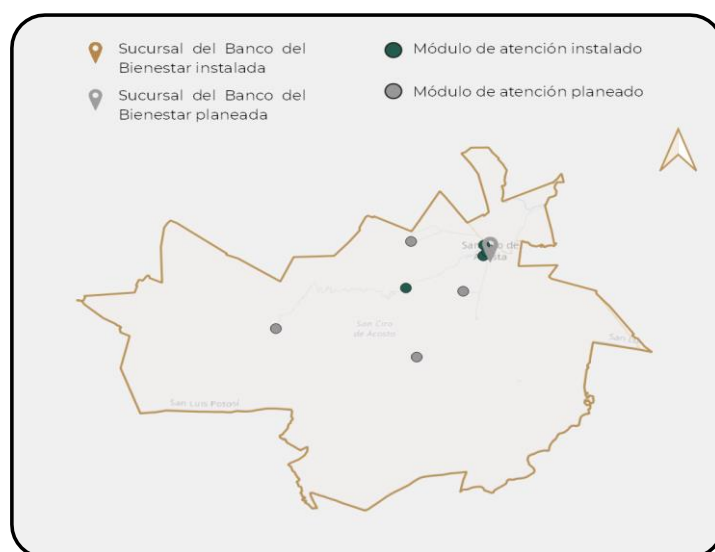 Sucursal del Banco del
Bienestar instalada
Módulo de atención instalado
Sucursal del Banco del
Bienestar planeada
Módulo de atención planeado
San Ciro
de Acosta
San Luis Potosí
San